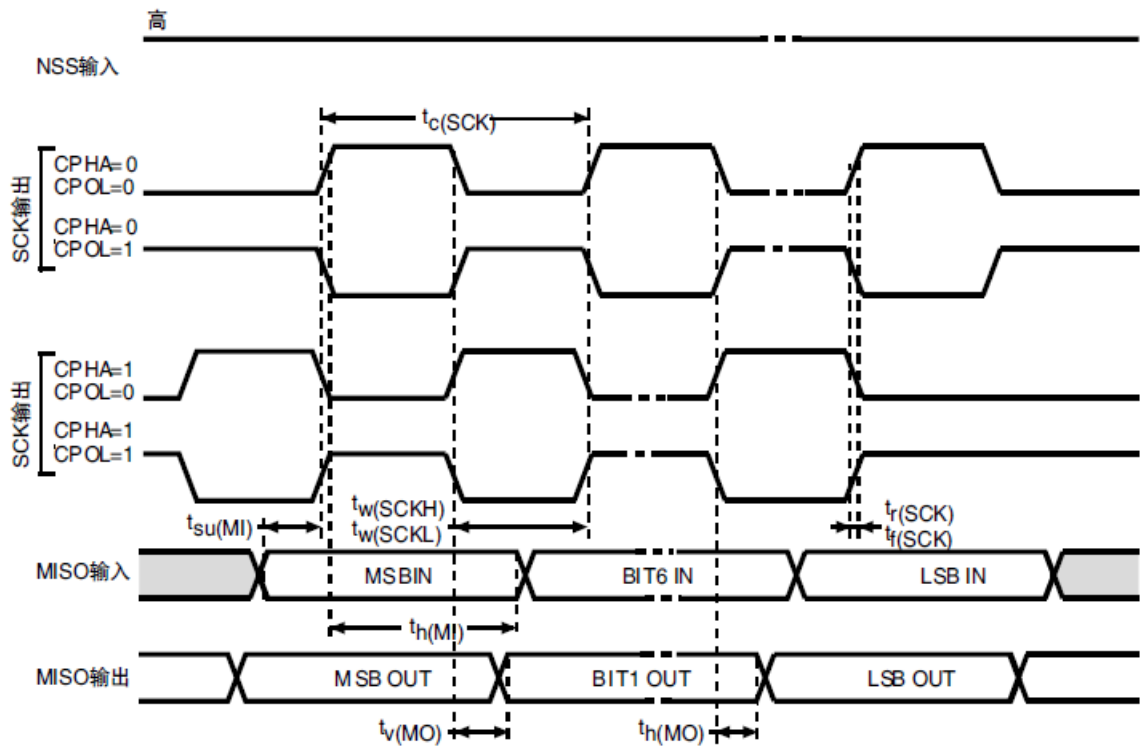 高
NSS输入
tc(SCK)
SCK输出
CPHA=0
CPOL=0
CPHA=0
CPOL=1
SCK输出
CPHA=1
CPOL=0
CPHA=1
CPOL=1
tsu(MI)
tw(SCKH)
tw(SCKL)
tr(SCK)
tf(SCK)
MISO输入
MSBIN
BIT6 IN
LSB IN
th(MI)
MISO输出
MSB OUT
BIT1 OUT
LSB OUT
tv(MO)
th(MO)